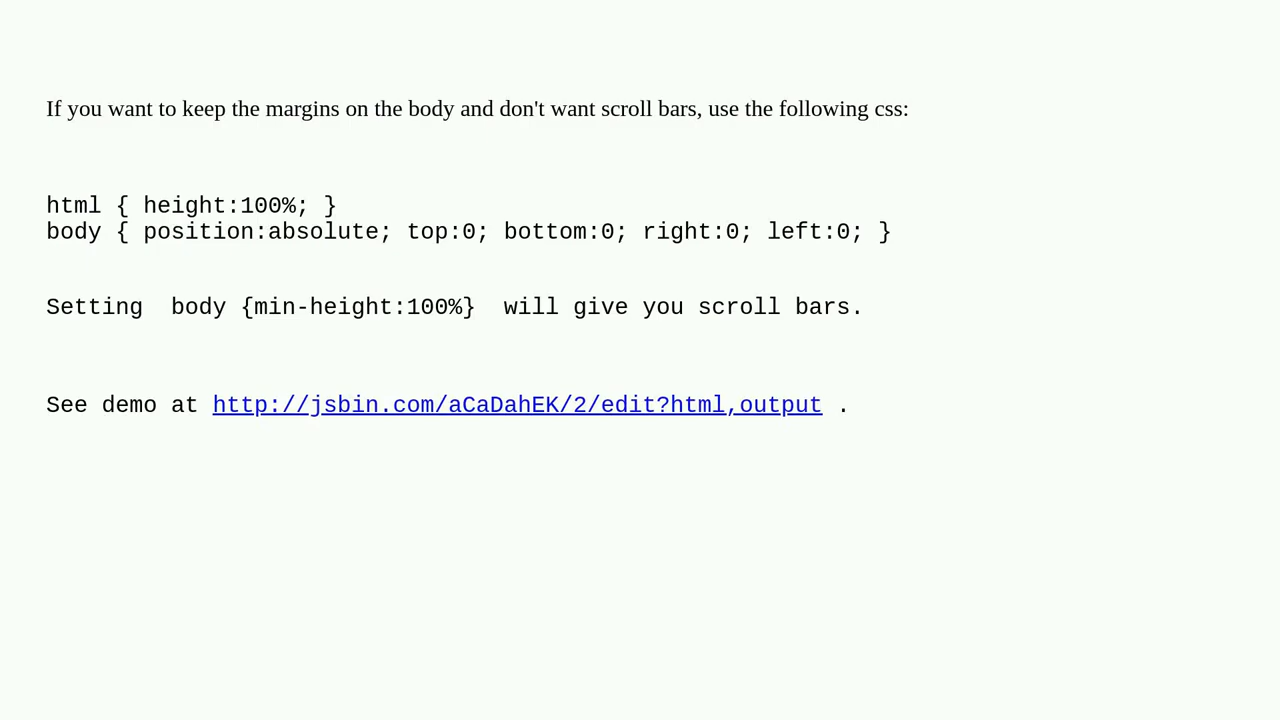 If you want to keep the margins on the body and don't want scroll bars, use the following css:
html { height:100%; }
body { position:absolute; top:0; bottom:0; right:0; left:0; }
Setting  body {min-height:100%}  will give you scroll bars.
See demo at http://jsbin.com/aCaDahEK/2/edit?html,output .